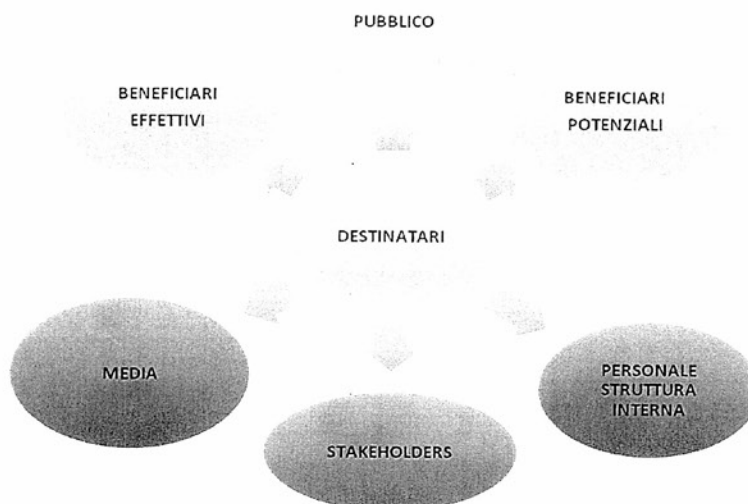 PUBBLICO
BENEFICIARI
EFFETTIVI
BENEFICIARI
POTENZIALI
DESTINATARI
MEDIA
PERSONALE
STRUTTURA
INTERNA
STAKEHOLDERS